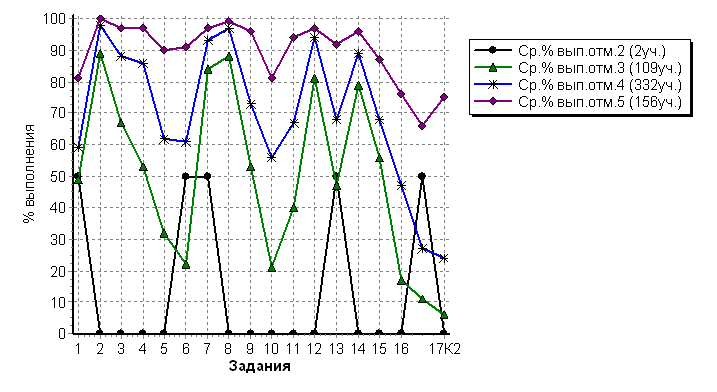 100
90
80
70
60
50
40
30
20
10
0
% выполнения
1 2 3 4 5 6 7 8 9 10 11 12 13 14 15 16 17К2
Задания
Ср.% вып.отм.2 (2уч.)
Ср.% вып.отм.3 (109уч.)
Ср.% вып.отм.4 (332уч.)
Ср.% вып.отм.5 (156уч.)